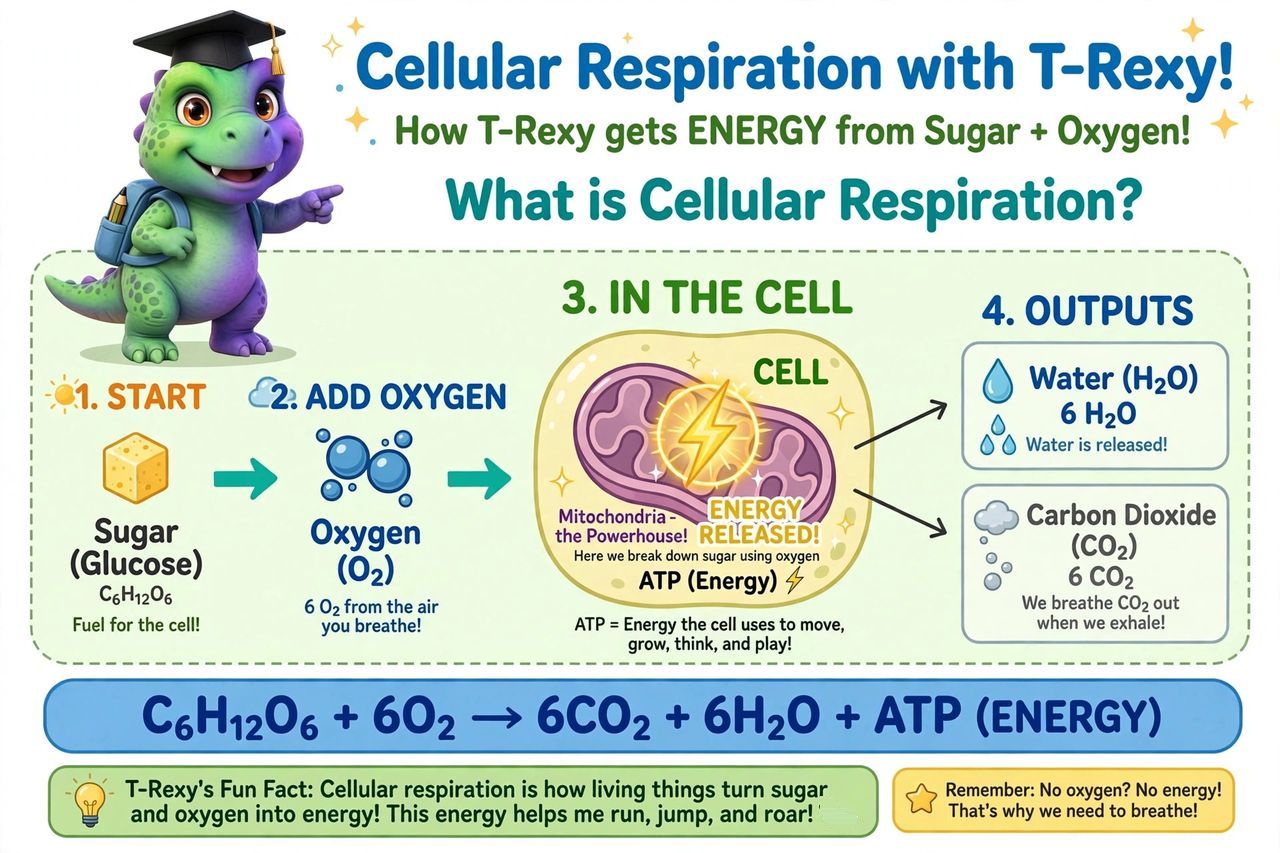 Cellular Respiration with T-Rexy!
How T-Rexy gets ENERGY from Sugar + Oxygen!
What is Cellular Respiration?
1. START
Sugar
(Glucose)
C₆H₁₂O₆
Fuel for the cell!
2. ADD OXYGEN
Oxygen
(O₂)
6 O₂ from the air
you breathe!
3. IN THE CELL
CELL
Mitochondria -
the Powerhouse!
ENERGY
RELEASED!
Here we break down sugar using oxygen
ATP (Energy)
ATP = Energy the cell uses to move,
grow, think, and play!
4. OUTPUTS
Water (H₂O)
6 H₂O
Water is released!
Carbon Dioxide
(CO₂)
6 CO₂
We breathe CO₂ out
when we exhale!
C₆H₁₂O₆ + 6O₂ → 6CO₂ + 6H₂O + ATP (ENERGY)
T-Rexy's Fun Fact: Cellular respiration is how living things turn sugar
and oxygen into energy! This energy helps me run, jump, and roar!
Remember: No oxygen? No energy!
That's why we need to breathe!